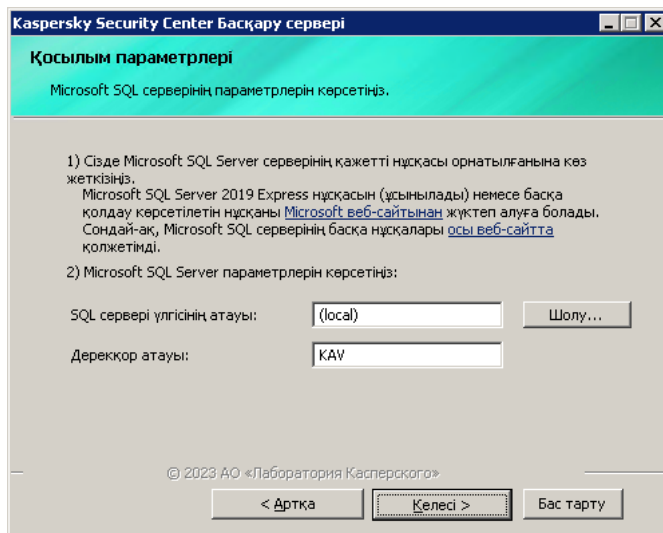 Kaspersky Security Center Басқару сервері
Қосылым параметрлері
Microsoft SQL серверінің параметрлерін көрсетіңіз.
1) Сізде Microsoft SQL Server серверінің қажетті нұсқасы орнатылғанына көз
жеткізіңіз.
Microsoft SQL Server 2019 Express нұсқасын (ұсынылады) немесе басқа
қолдау көрсетілетін нұсқаны Microsoft веб-сайтынан жүктеп алуға болады.
Сондай-ақ, Microsoft SQL серверінің басқа нұсқалары осы веб-сайтта
қолжетімді.
2) Microsoft SQL Server параметрлерін көрсетіңіз:
SQL сервері үлгісінің атауы: (local) Шолу...
Дерекқор атауы: KAV
© 2023 АО «Лаборатория Касперского»
< Артқа Келесі > Бас тарту